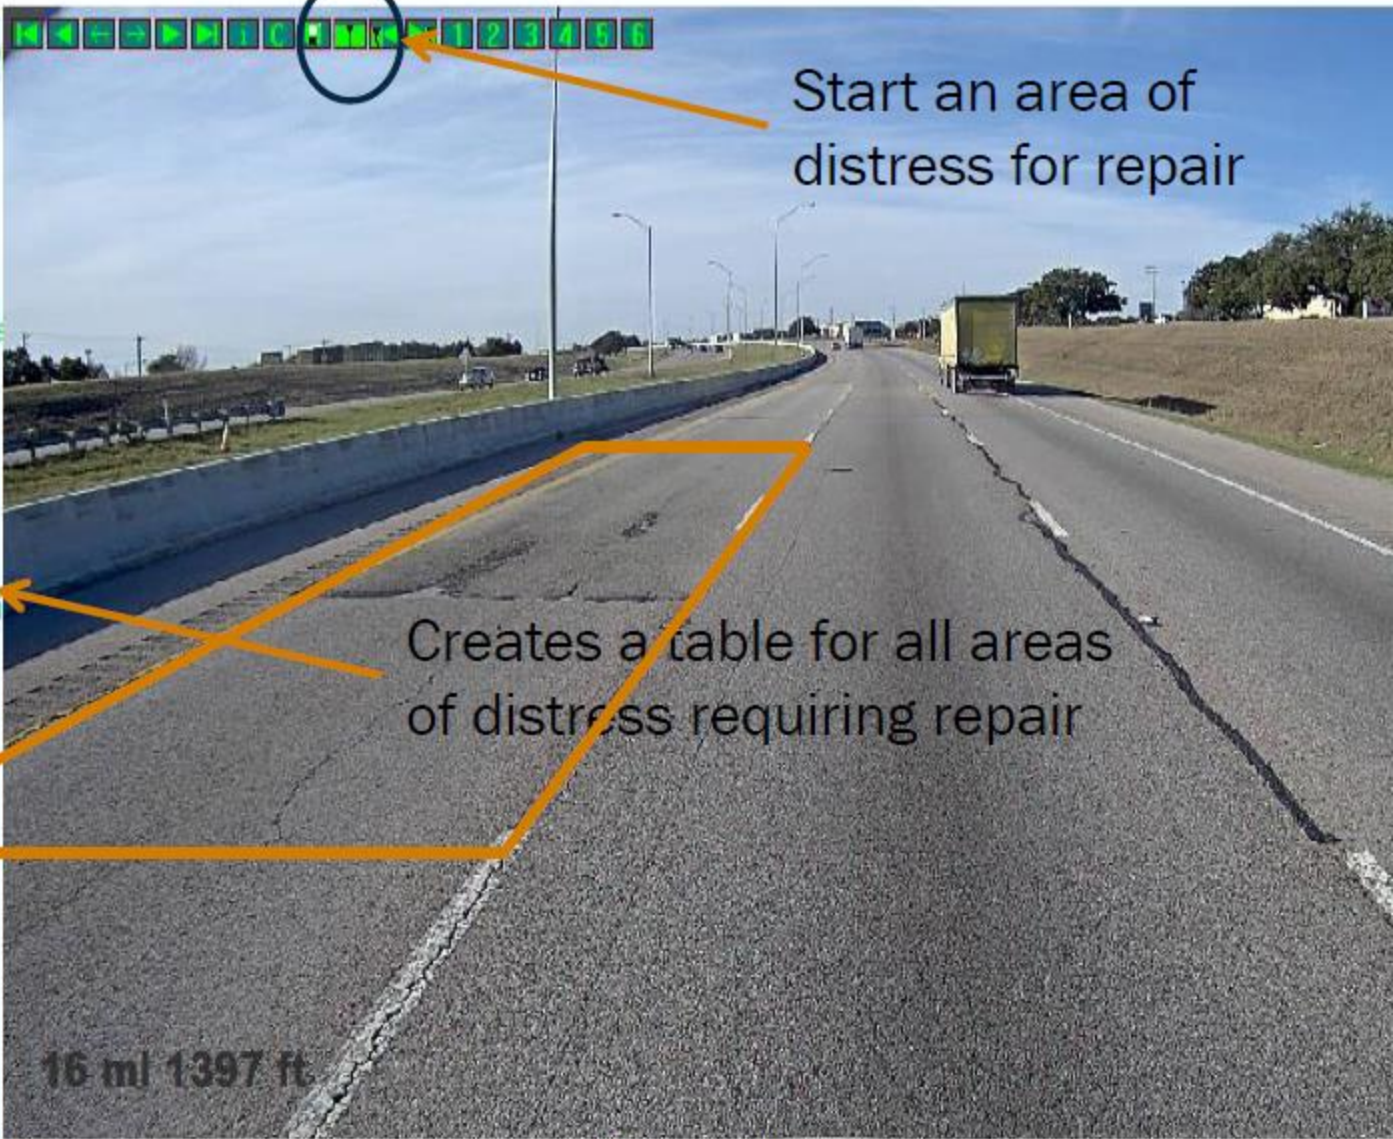 i C 1 2 3 4 5 6
Start an area of
distress for repair
Creates a table for all areas
of distress requiring repair
16 mi 1397 ft